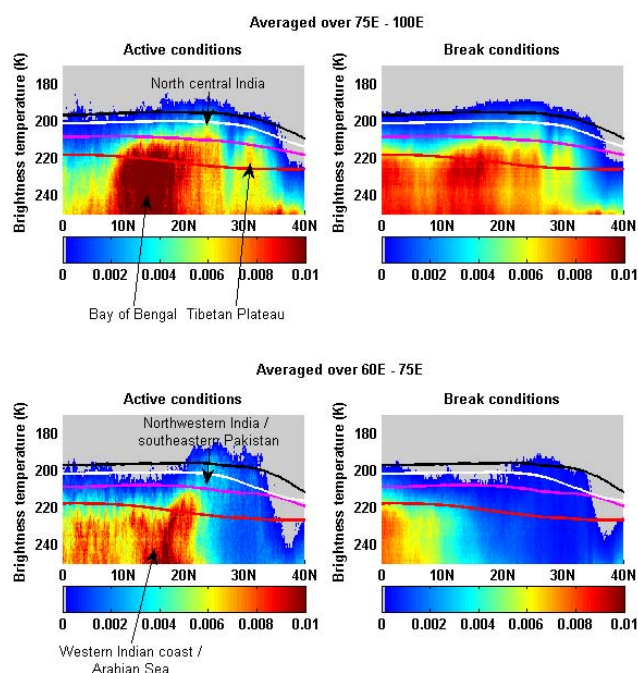 Averaged over 75E - 100E
Active conditions
Break conditions
Brightness temperature (K)
180
200
220
240
North central India
0 10 20 30N 40N
0 0.002 0.004 0.006 0.008 0.01
Bay of Bengal Tibetan Plateau
Brightness temperature (K)
180
200
220
240
0 10N 20N 30N 40N
0 0.002 0.004 0.006 0.008 0.01
Averaged over 60E - 75E
Active conditions
Break conditions
Brightness temperature (K)
180
200
220
240
Northwestern India /
southeastern Pakistan
0 10N 20N 30N 40N
0 0.002 0.004 0.006 0.008 0.01
Western Indian coast /
Arabian Sea
Brightness temperature (K)
180
200
220
240
0 10N 20N 30N 40N
0 0.002 0.004 0.006 0.008 0.01